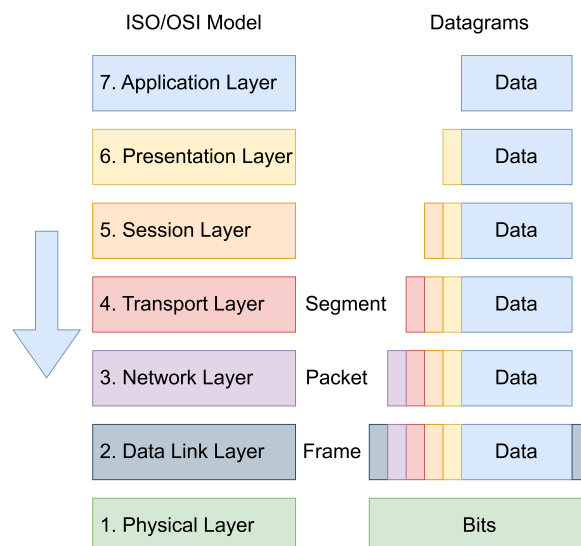 ISO/OSI Model Datagrams
7. Application Layer Data
6. Presentation Layer Data
5. Session Layer Data
4. Transport Layer Segment Data
3. Network Layer Packet Data
2. Data Link Layer Frame Data
1. Physical Layer Bits